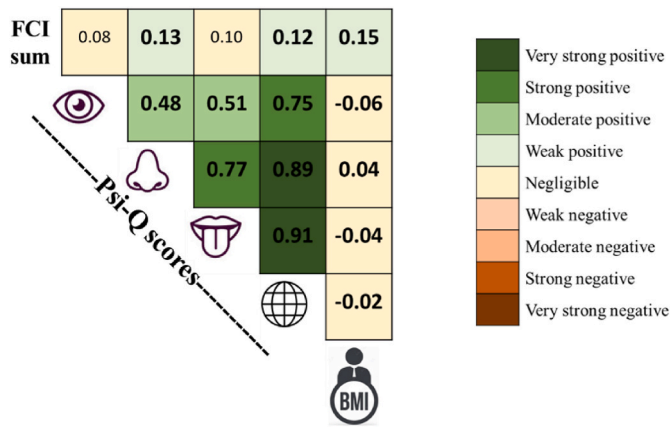 FCI sum
0.08 0.13 0.10 0.12 0.15
0.48 0.51 0.75 -0.06
0.77 0.89 0.04
0.91 -0.04
-0.02
Psi-Q scores
BMI
Very strong positive
Strong positive
Moderate positive
Weak positive
Negligible
Weak negative
Moderate negative
Strong negative
Very strong negative